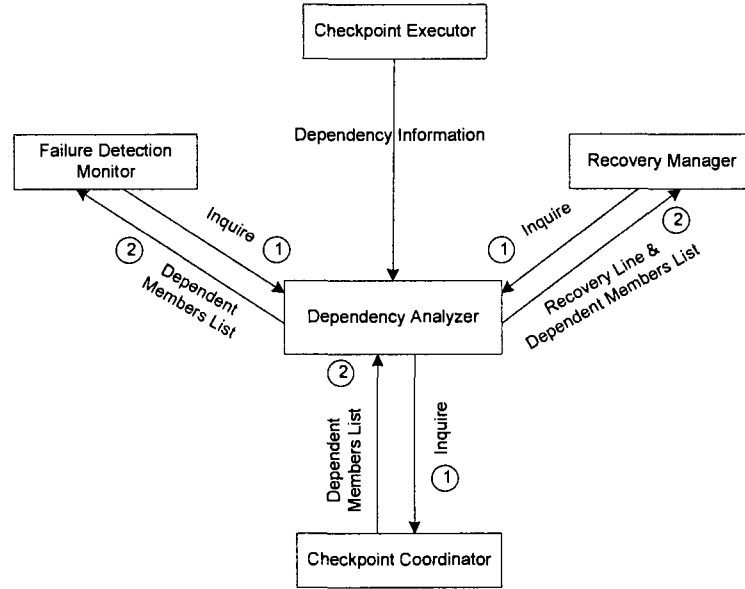 Checkpoint Executor
Dependency Information
Failure Detection
Monitor
Recovery Manager
Inquire
1
2
Dependent
Members List
Inquire
1
2
Recovery Line &
Dependent Members List
Dependency Analyzer
2
Dependent
Members List
Inquire
1
Checkpoint Coordinator